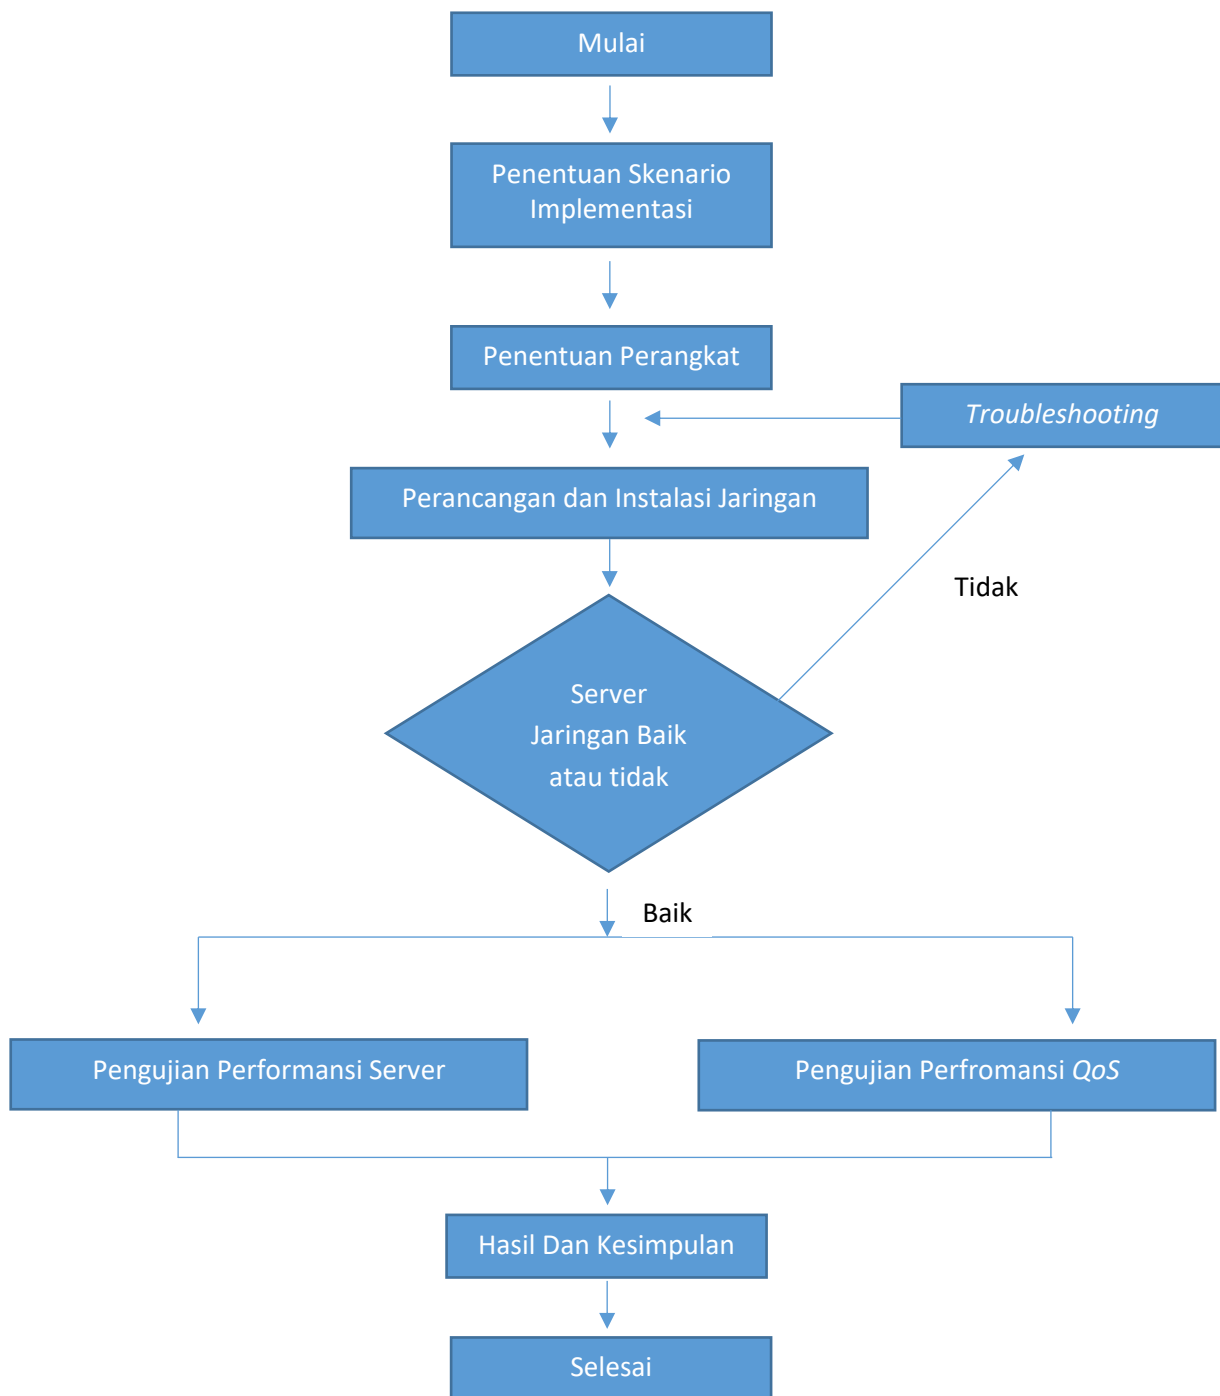 Mulai
Penentuan Skenario
Implementasi
Penentuan Perangkat
Troubleshooting
Perancangan dan Instalasi Jaringan
Tidak
Server
Jaringan Baik
atau tidak
Baik
Pengujian Performansi Server
Pengujian Perfromansi QoS
Hasil Dan Kesimpulan
Selesai